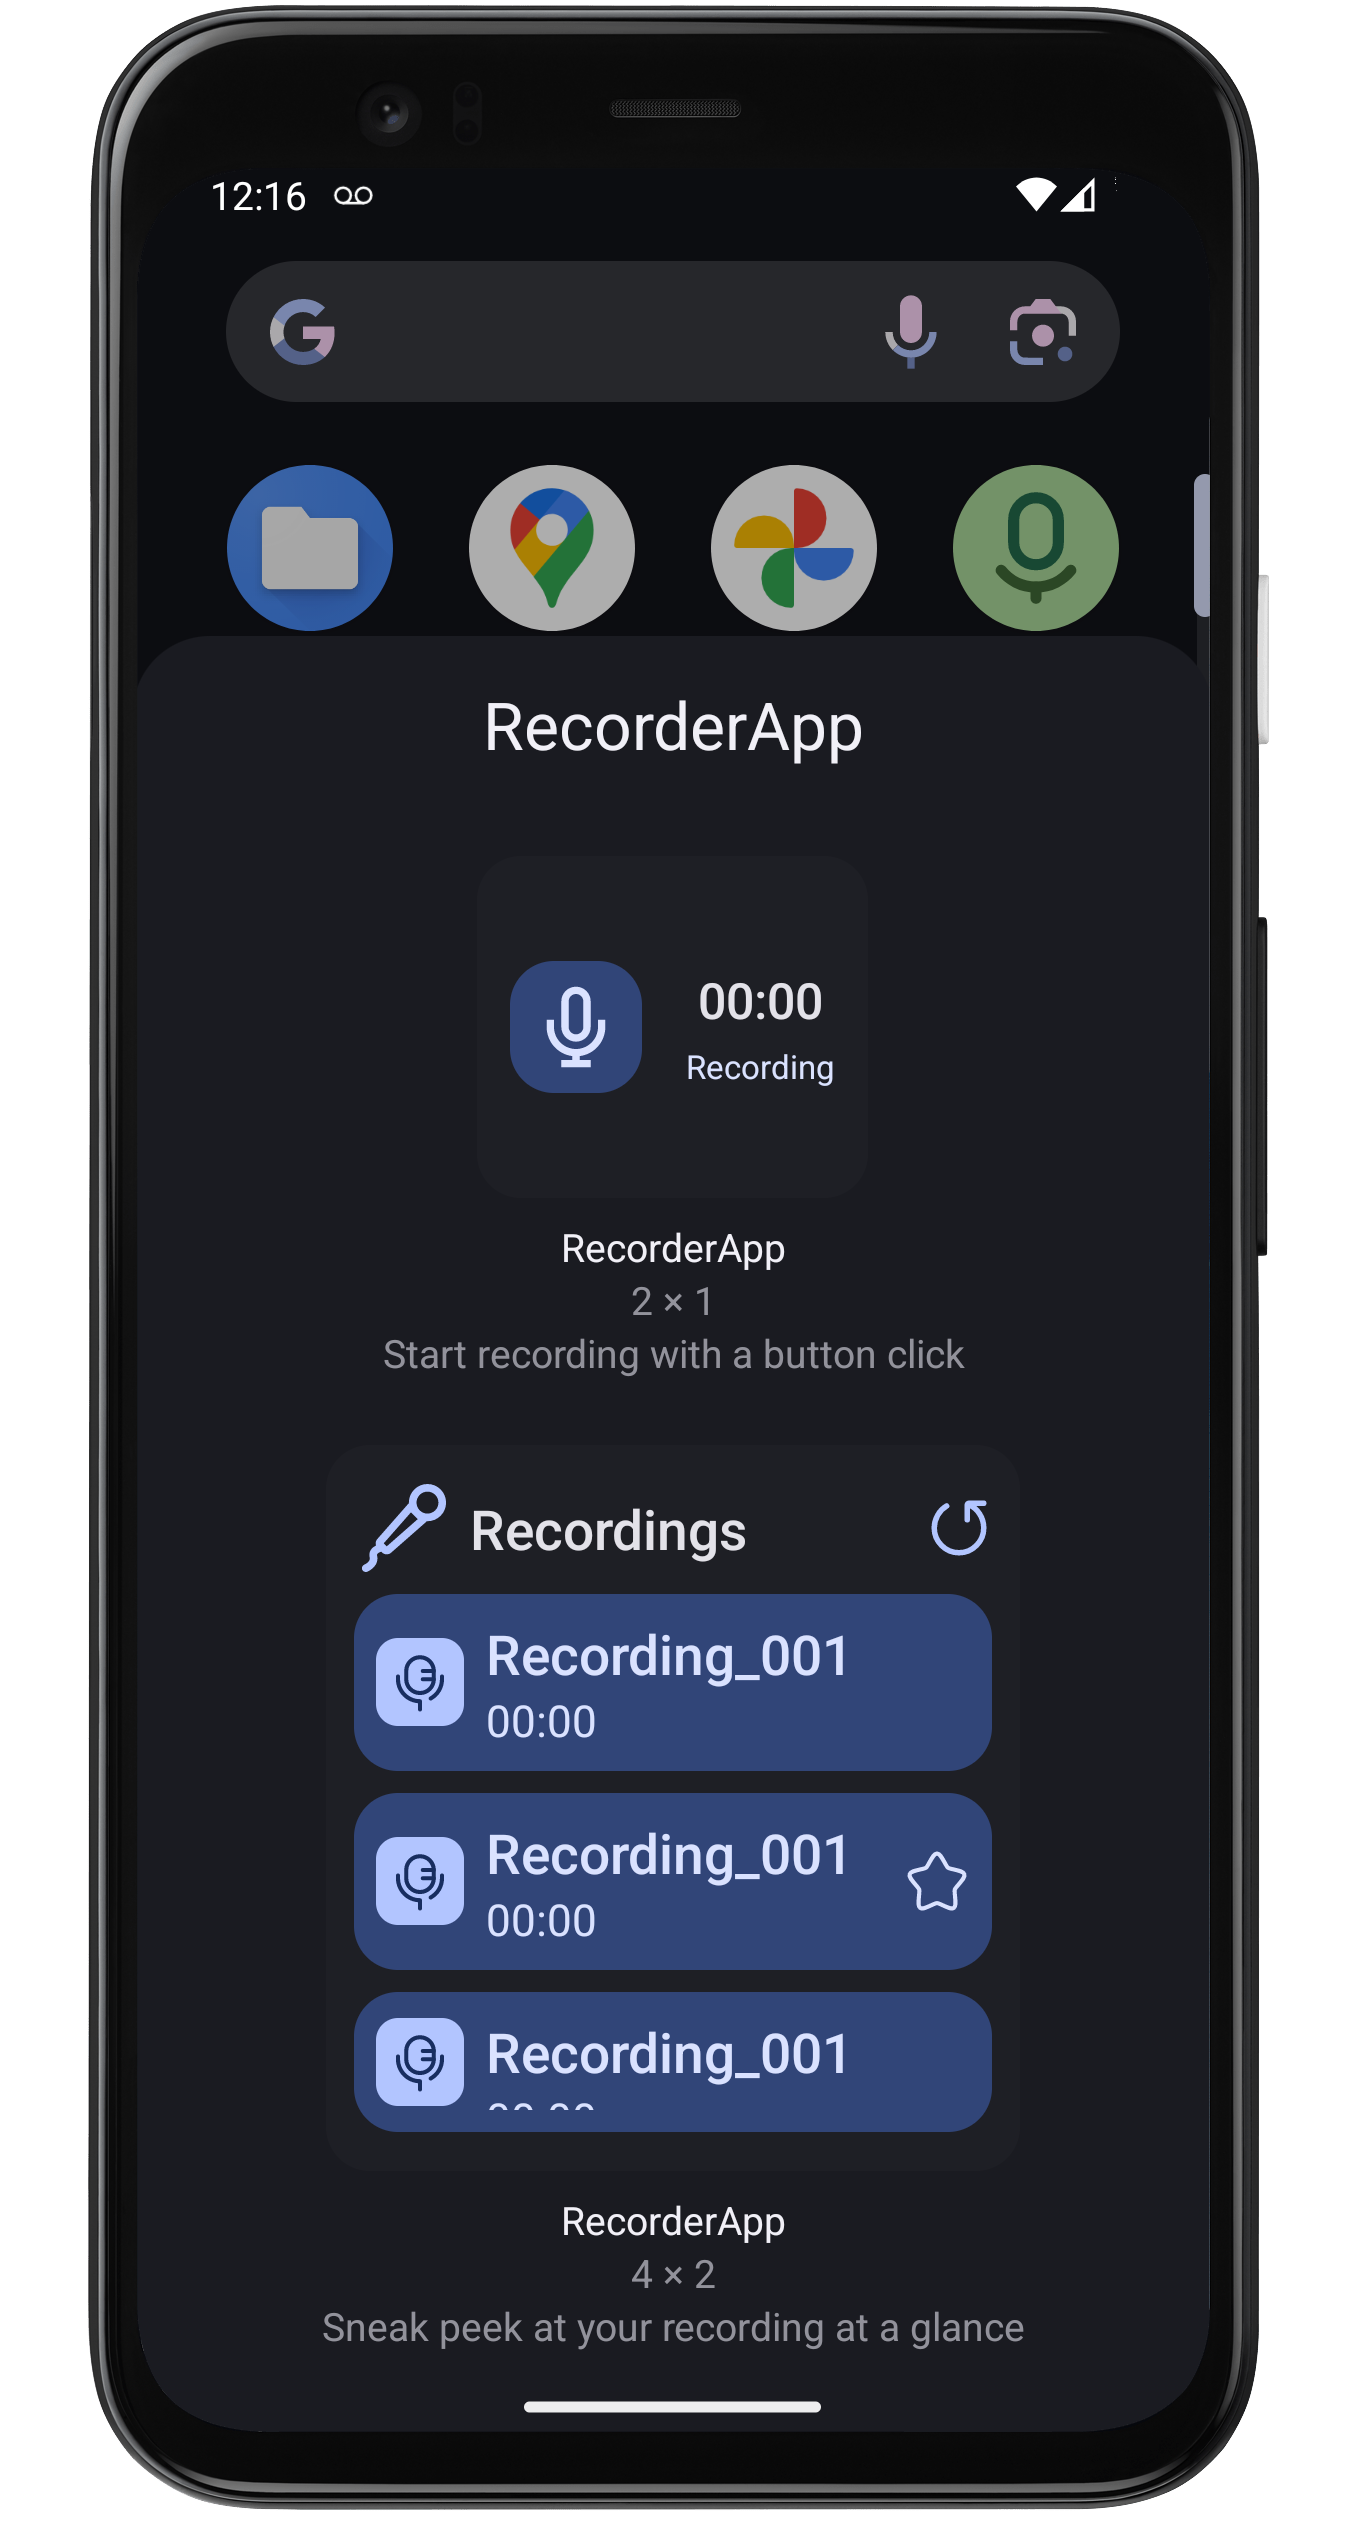 12:16
RecorderApp
00:00
Recording
RecorderApp
2 × 1
Start recording with a button click
Recordings
Recording_001
00:00
Recording_001
00:00
Recording_001
RecorderApp
4 × 2
Sneak peek at your recording at a glance